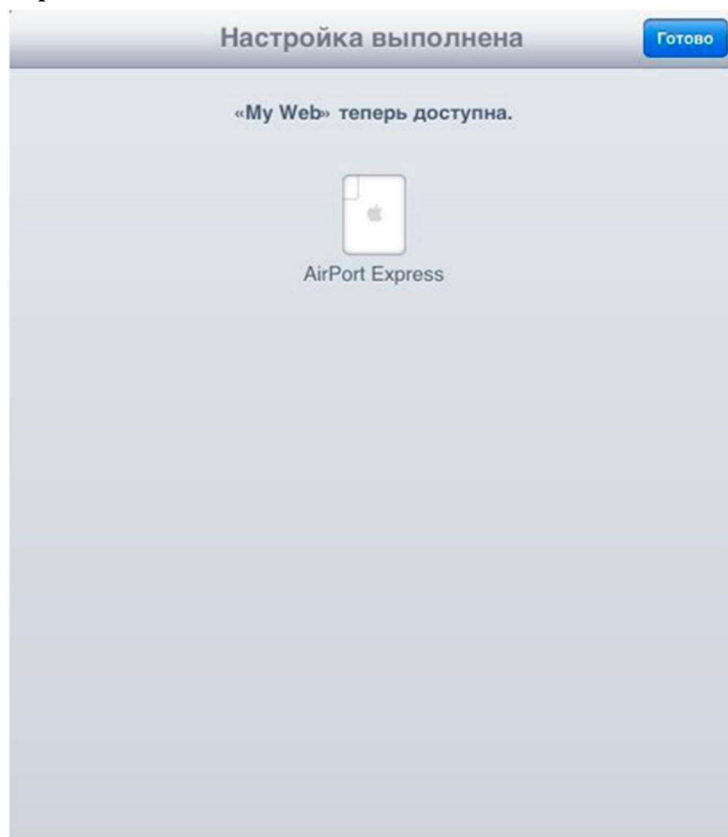 Настройка выполнена
Готово
«My Web» теперь доступна.
AirPort Express